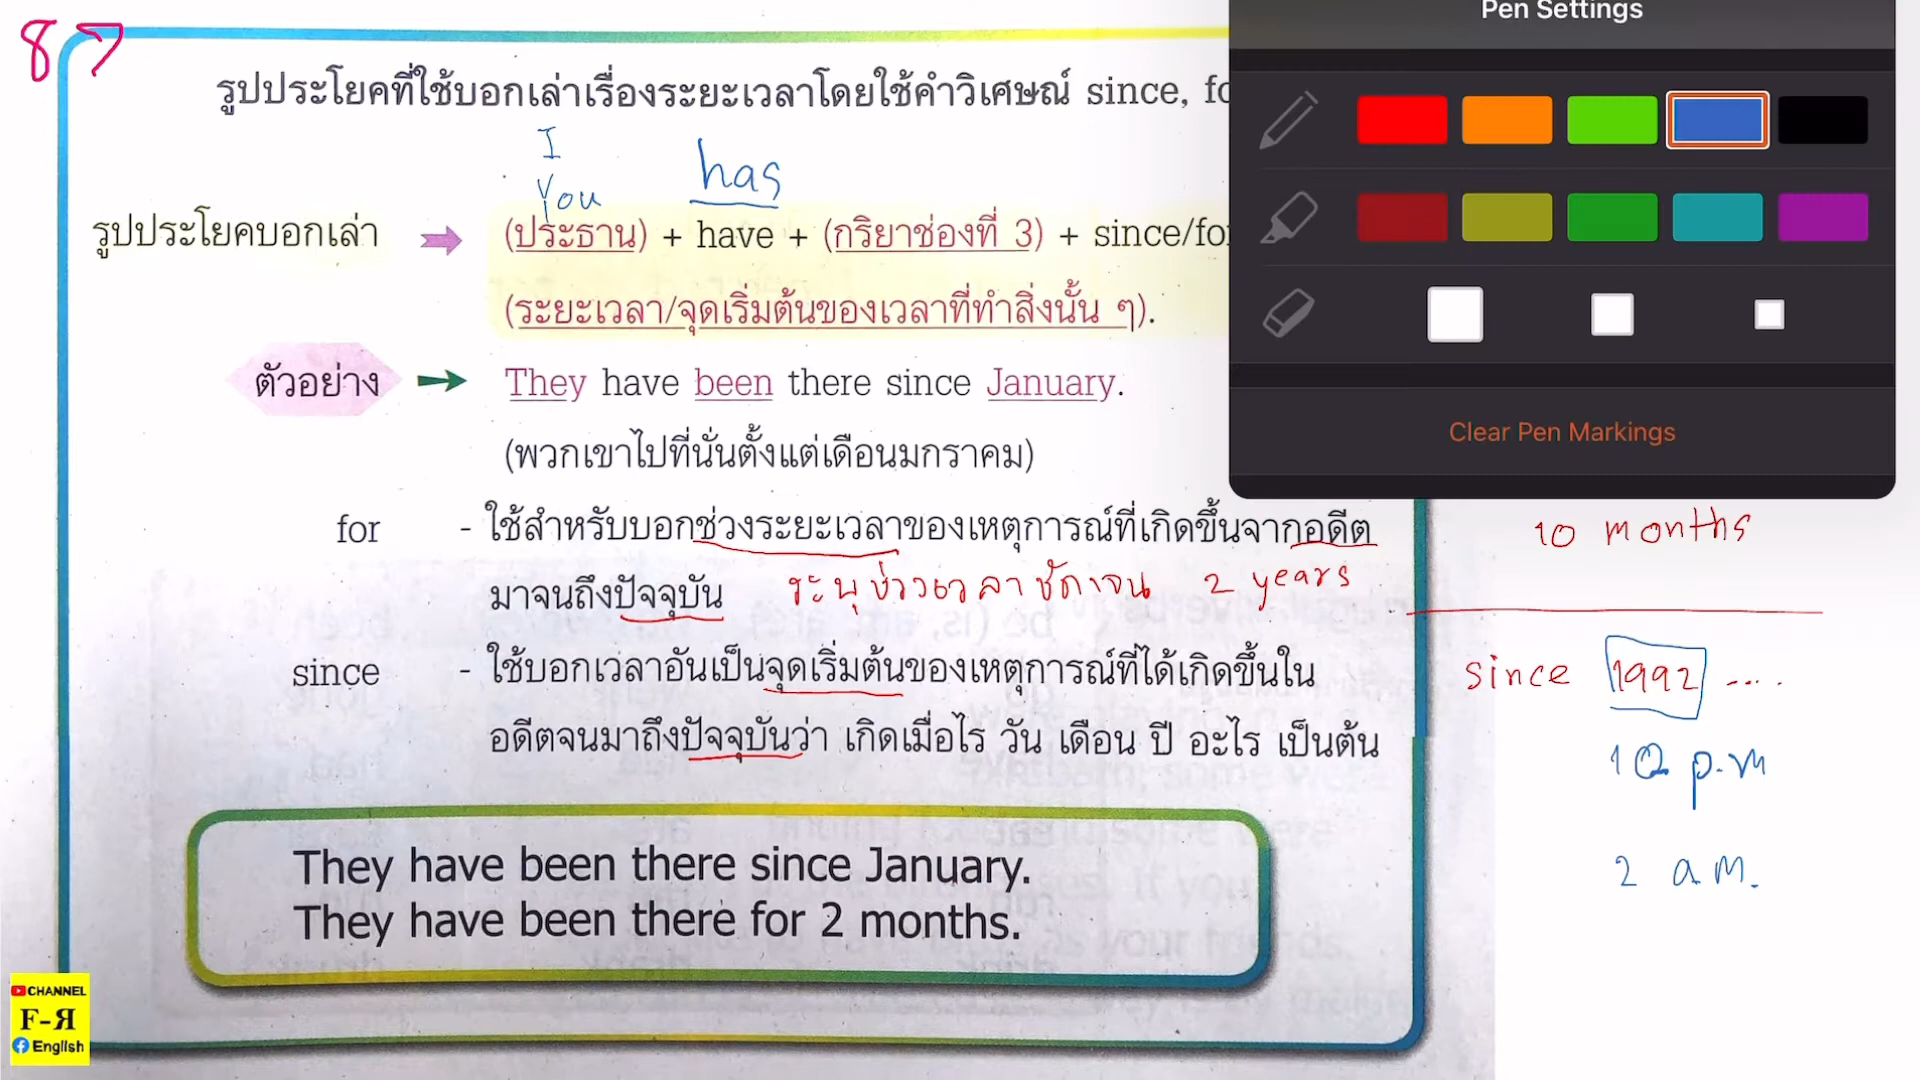 87
Pen Settings
รูปประโยคที่ใช้บอกเล่าเรื่องระยะเวลาโดยใช้คำวิเศษณ์ since,
I
You
has
รูปประโยคบอกเล่า (ประธาน) + have + (กริยาช่องที่ 3) + since/for
(ระยะเวลา/จุดเริ่มต้นของเวลาที่ทำสิ่งนั้น ๆ).
ตัวอย่าง They have been there since January.
(พวกเขาไปที่นั่นตั้งแต่เดือนมกราคม)
Clear Pen Markings
for - ใช้สำหรับบอกช่วงระยะเวลาของเหตุการณ์ที่เกิดขึ้นจากอดีต
มาจนถึงปัจจุบัน ระบุช่วงเวลาชัดเจน 2 years
10 months
since - ใช้บอกเวลาอันเป็นจุดเริ่มต้นของเหตุการณ์ที่ได้เกิดขึ้นใน
อดีตจนมาถึงปัจจุบันว่า เกิดเมื่อไร วัน เดือน ปี อะไร เป็นต้น
since 1992 ....
10 p.m
2 a.m.
They have been there since January.
They have been there for 2 months.
CHANNEL
F-Я
English